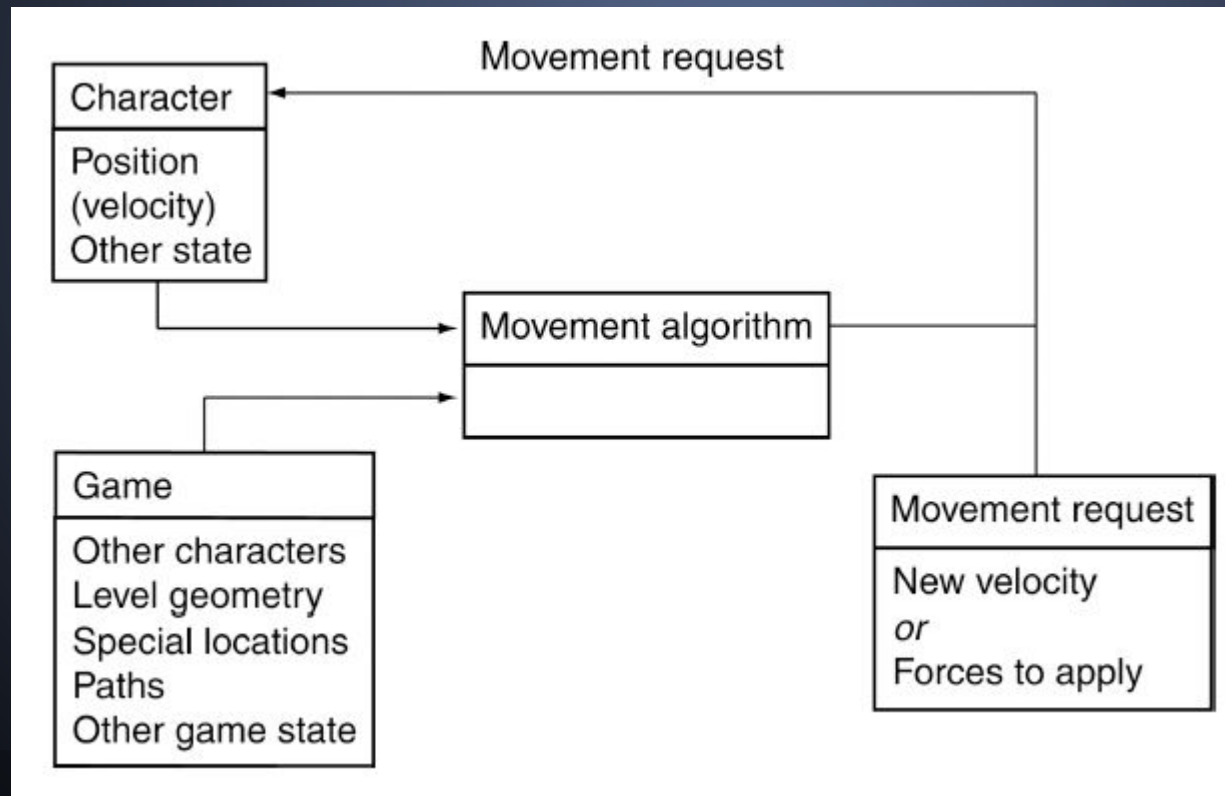 Movement request
Character
Position
(velocity)
Other state
Movement algorithm
Game
Other characters
Level geometry
Special locations
Paths
Other game state
Movement request
New velocity
or
Forces to apply